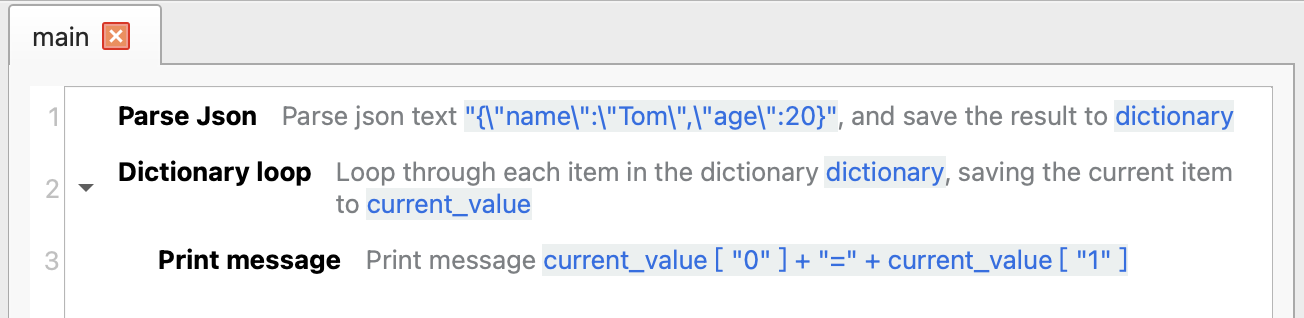 main
1 Parse Json Parse json text "{\"name\":\"Tom\",\"age\":20}", and save the result to dictionary
2 Dictionary loop Loop through each item in the dictionary dictionary, saving the current item
to current_value
3 Print message Print message current_value [ "0" ] + "=" + current_value [ "1" ]